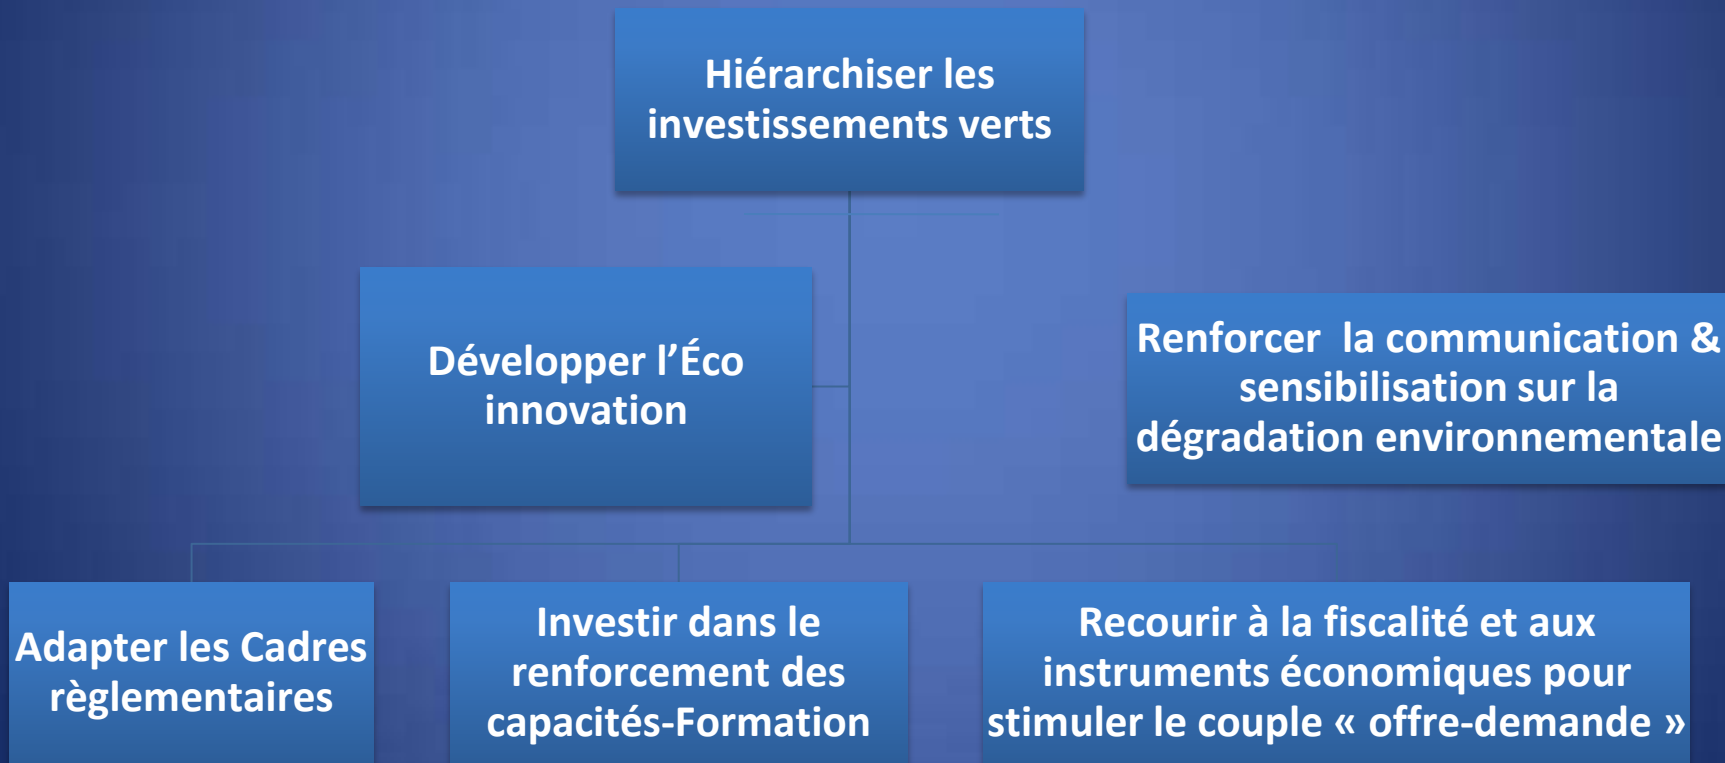 Hiérarchiser les
investissements verts
Développer l’Éco
innovation
Renforcer la communication &
sensibilisation sur la
dégradation environnementale
Adapter les Cadres
règlementaires
Investir dans le
renforcement des
capacités-Formation
Recourir à la fiscalité et aux
instruments économiques pour
stimuler le couple « offre-demande »